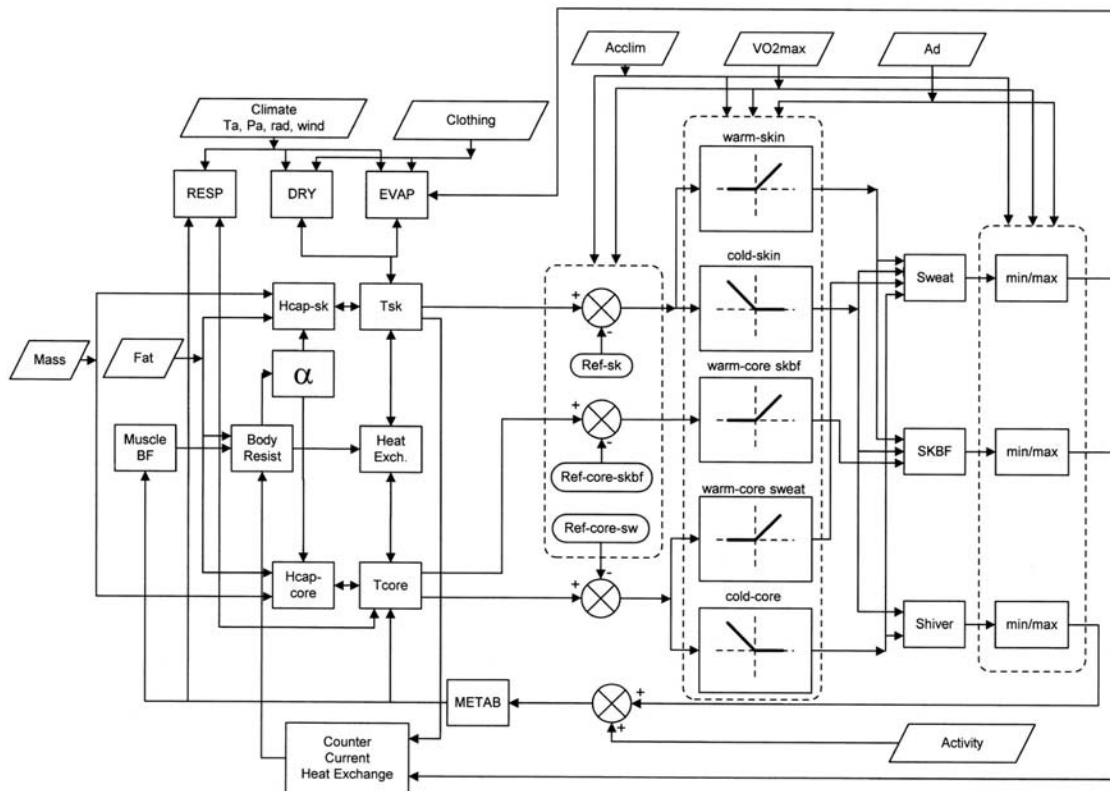 Acclim
VO2max
Ad
Climate
Ta, Pa, rad, wind
Clothing
RESP
DRY
EVAP
warm-skin
cold-skin
Hcap-sk
Tsk
+
-
Ref-sk
Sweat
min/max
Mass
Fat
α
warm-core skbf
+
-
Ref-core-skbf
Muscle
BF
Body
Resist
Heat
Exch.
SKBF
min/max
warm-core sweat
Ref-core-sw
-
+
Hcap-
core
Tcore
cold-core
Shiver
min/max
METAB
+
+
Activity
Counter
Current
Heat Exchange